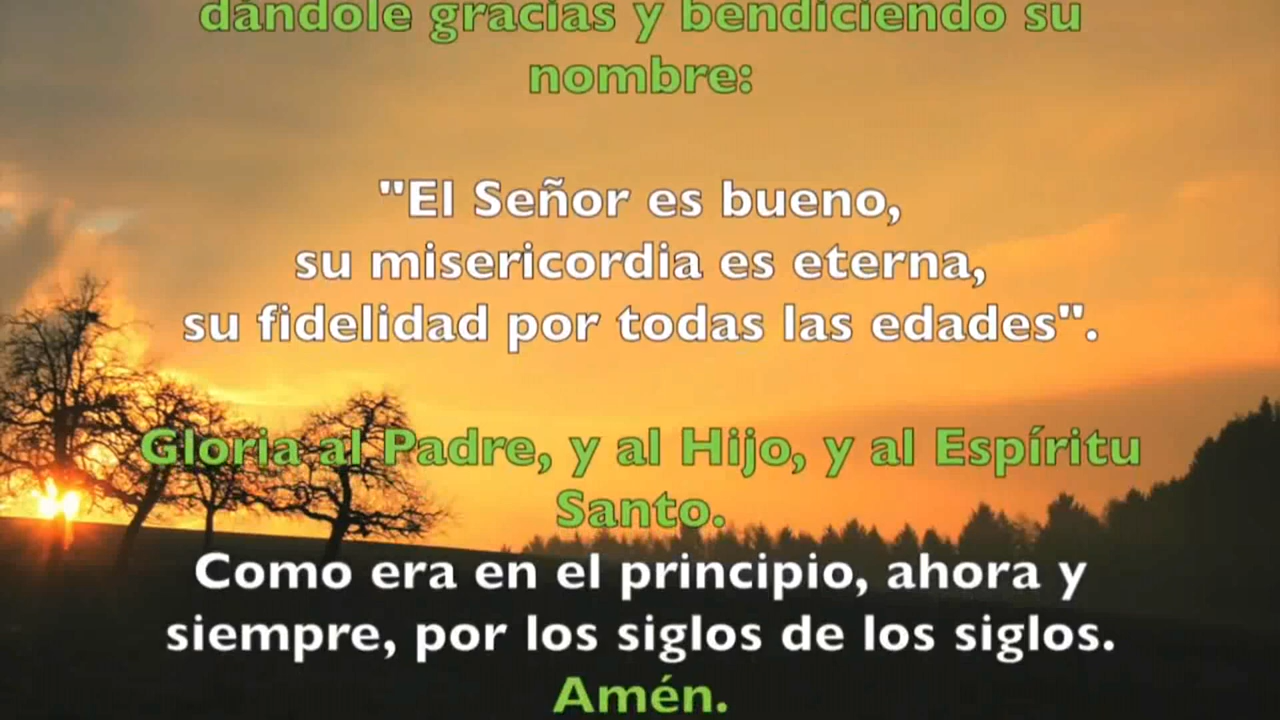 dándole gracias y bendiciendo su
nombre:
"El Señor es bueno,
su misericordia es eterna,
su fidelidad por todas las edades".
Gloria al Padre, y al Hijo, y al Espíritu
Santo.
Como era en el principio, ahora y
siempre, por los siglos de los siglos.
Amén.